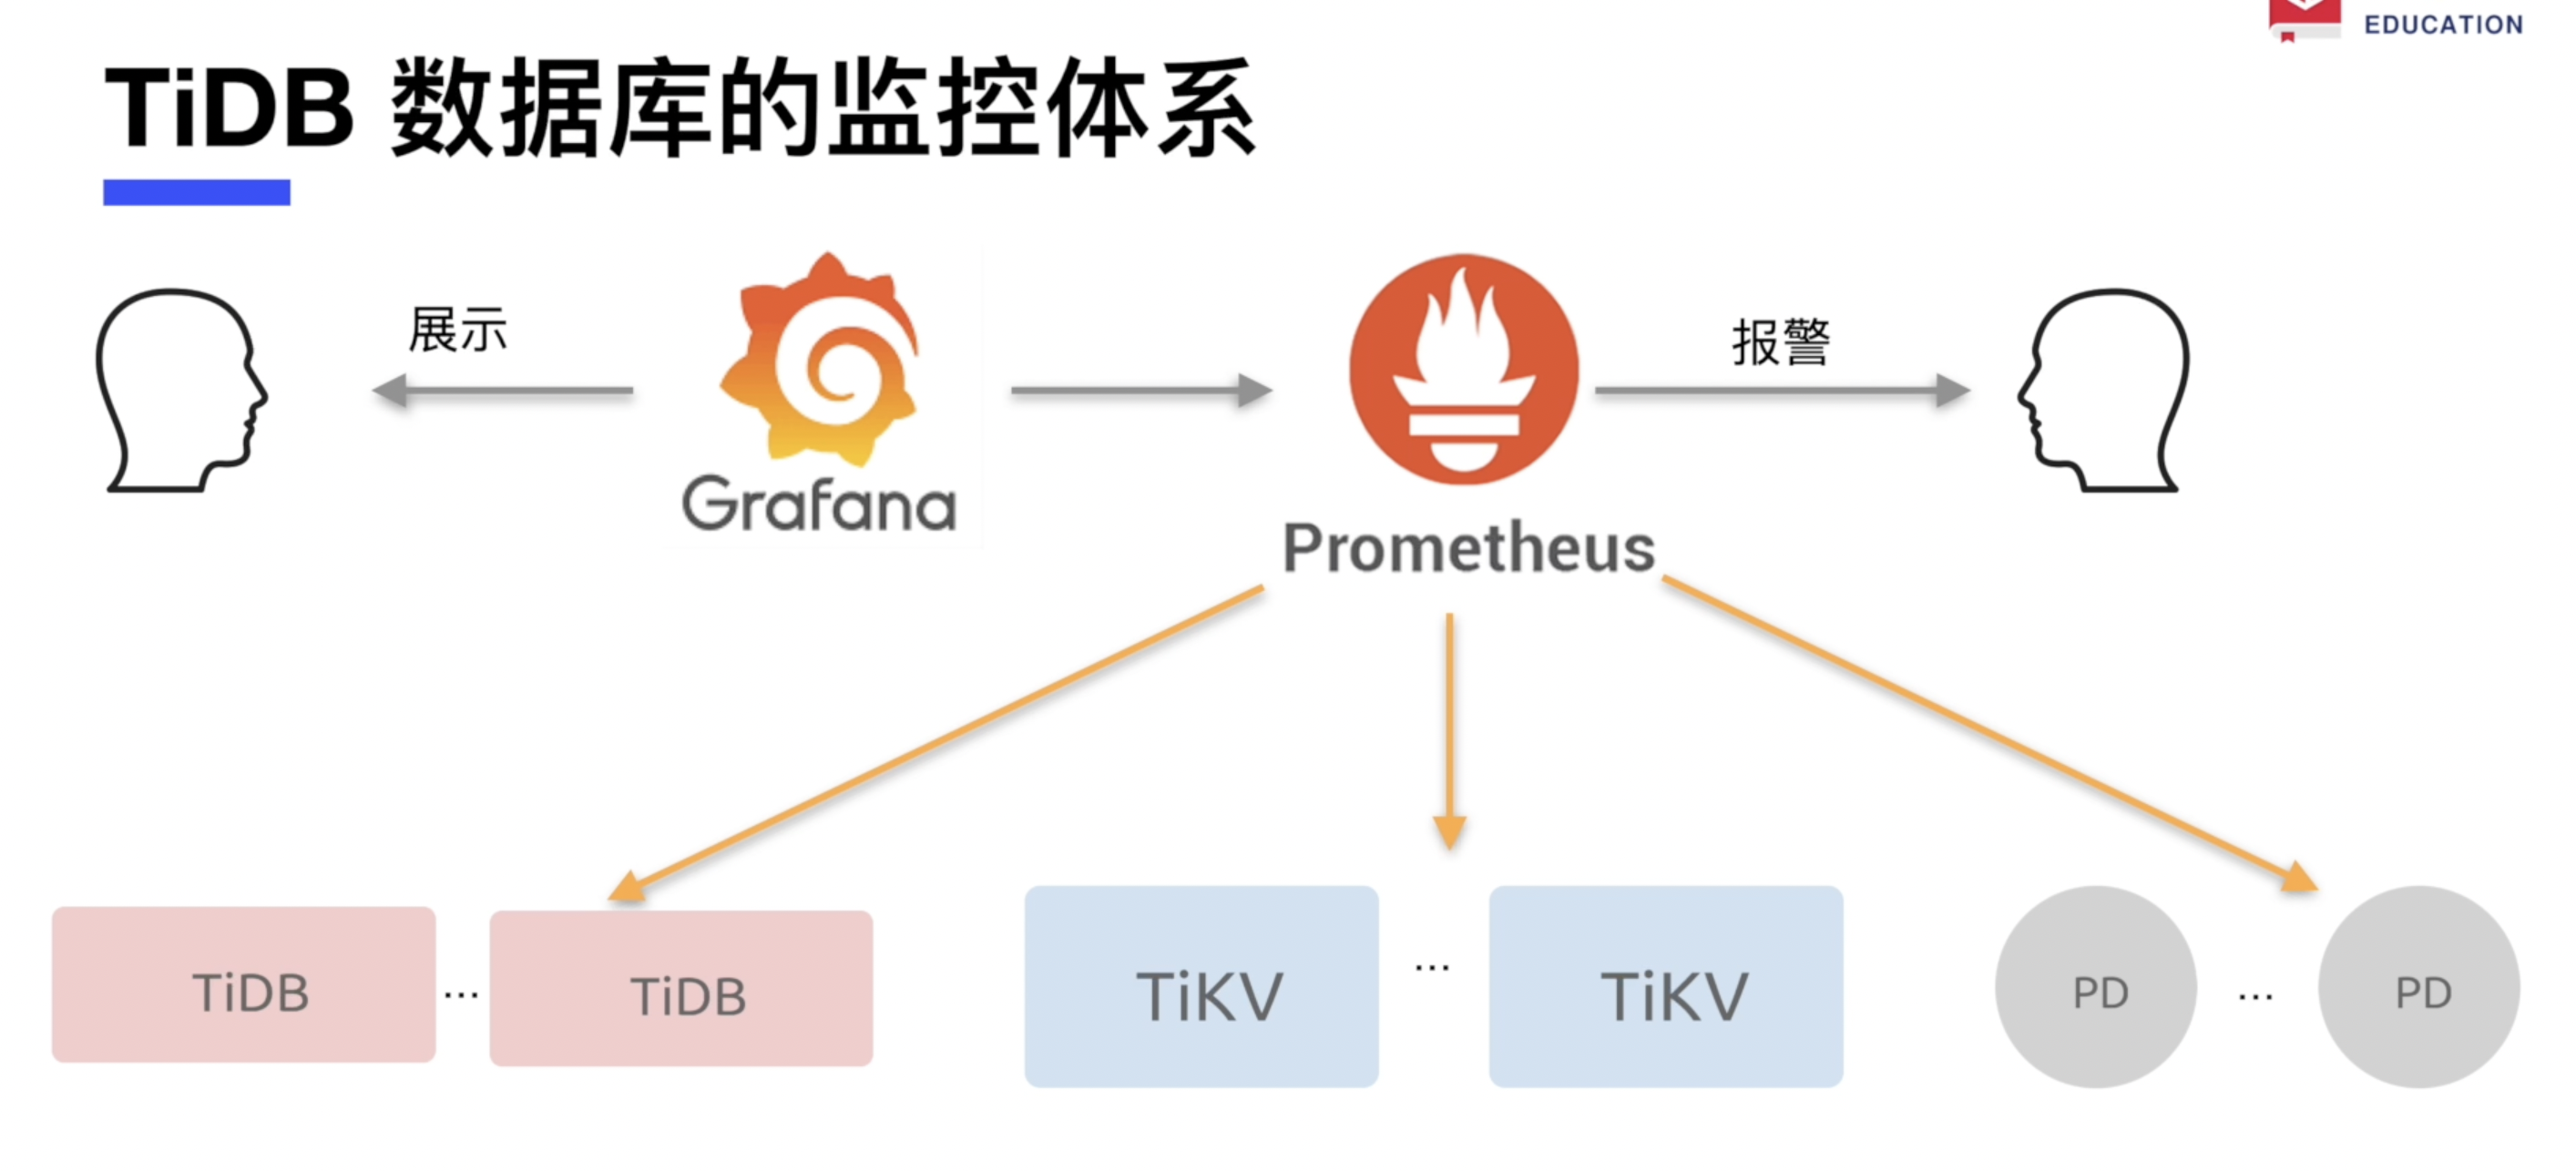 EDUCATION
TiDB 数据库的监控体系
展示
报警
Grafana
Prometheus
TiDB
...
TiDB
TiKV
...
TiKV
PD
...
PD